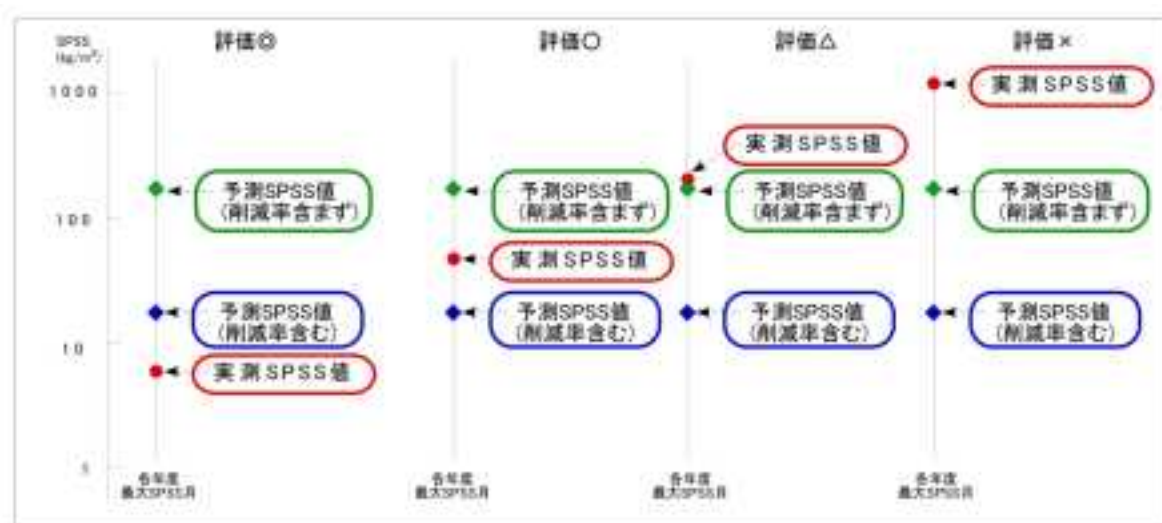 SPSS
(kg/m³)
評価◎
評価○
評価△
評価×
1000
100
10
1
予測SPSS値
(削減率含まず)
予測SPSS値
(削減率含む)
実測SPSS値
予測SPSS値
(削減率含まず)
実測SPSS値
予測SPSS値
(削減率含む)
実測SPSS値
予測SPSS値
(削減率含まず)
予測SPSS値
(削減率含む)
実測SPSS値
予測SPSS値
(削減率含まず)
予測SPSS値
(削減率含む)
各年度
最大SPSS月
各年度
最大SPSS月
各年度
最大SPSS月
各年度
最大SPSS月